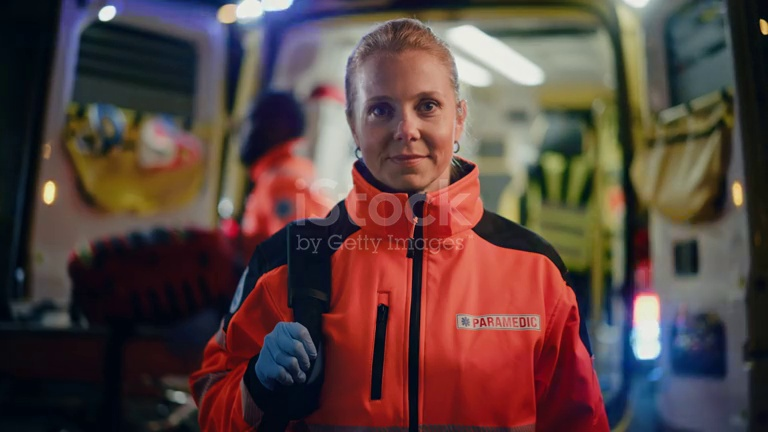 iStock
by Getty Images
PARAMEDIC